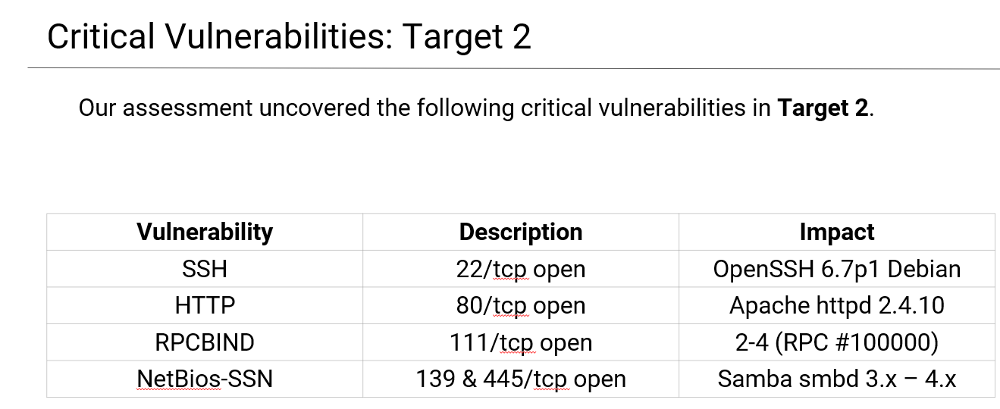 Critical Vulnerabilities: Target 2
Our assessment uncovered the following critical vulnerabilities in Target 2.
Vulnerability Description Impact
SSH 22/tcp open OpenSSH 6.7p1 Debian
HTTP 80/tcp open Apache httpd 2.4.10
RPCBIND 111/tcp open 2-4 (RPC #100000)
NetBios-SSN 139 & 445/tcp open Samba smbd 3.x – 4.x